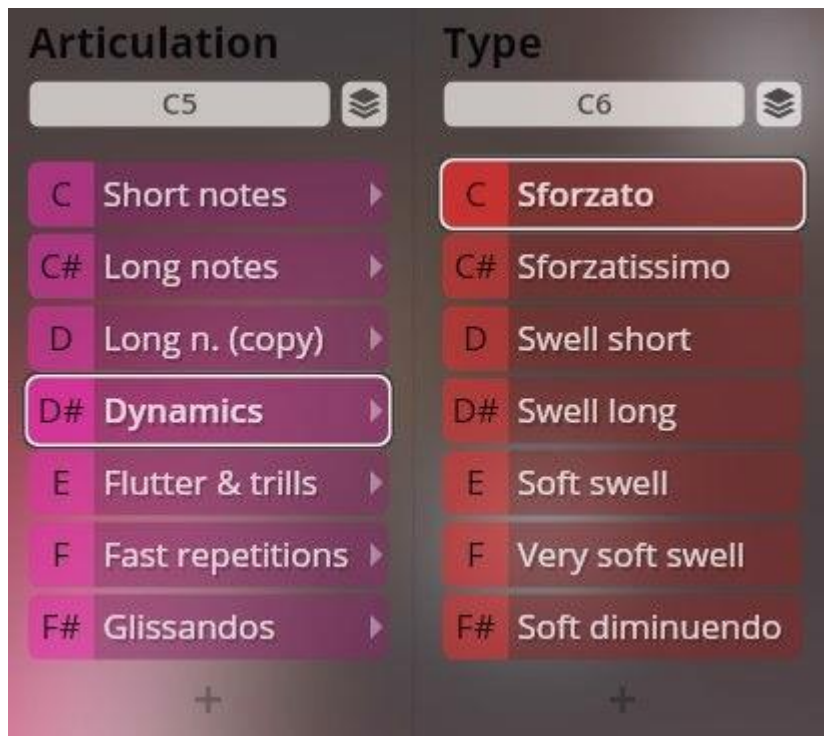 Articulation
C5
C Short notes
C# Long notes
D Long n. (copy)
D# Dynamics
E Flutter & trills
F Fast repetitions
F# Glissandos
+
Type
C6
C Sforzato
C# Sforzatissimo
D Swell short
D# Swell long
E Soft swell
F Very soft swell
F# Soft diminuendo
+